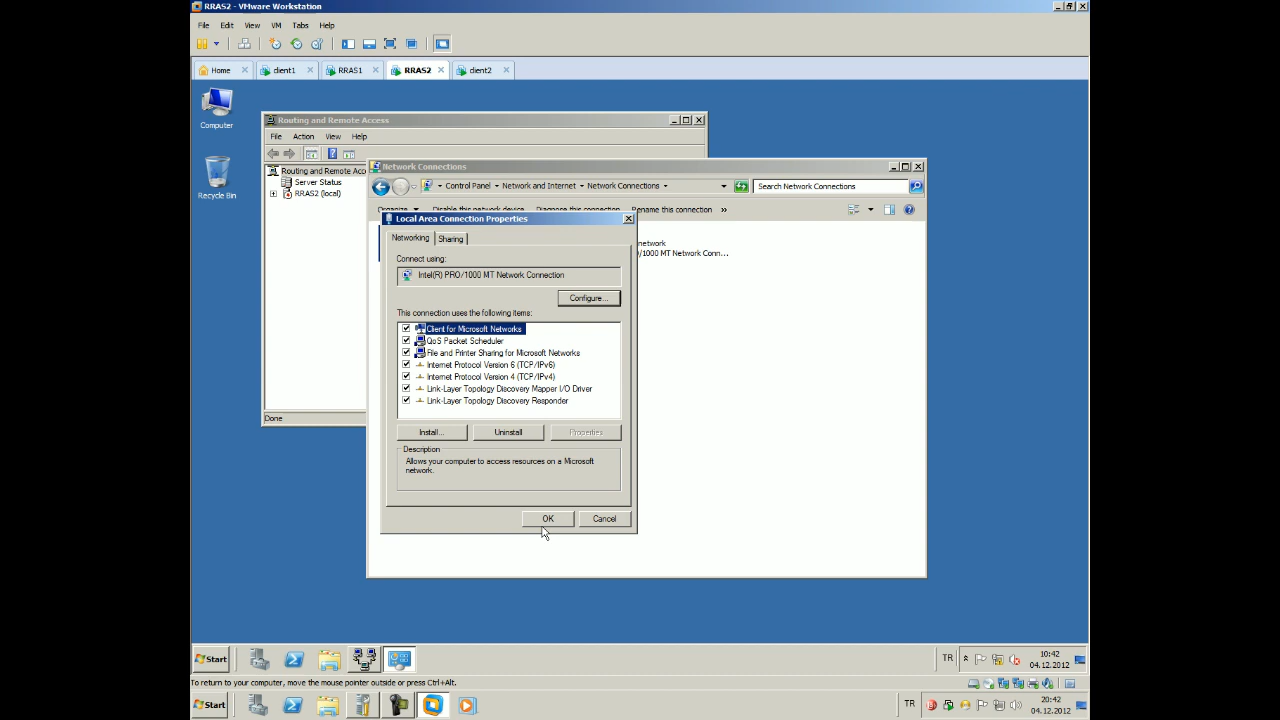 RRAS2 - VMware Workstation
File Edit View VM Tabs Help
Home client1 RRAS1 RRAS2 client2
Computer
Recycle Bin
Routing and Remote Access
File Action View Help
Routing and Remote Acc
Server Status
RRAS2 (local)
Done
Network Connections
Control Panel Network and Internet Network Connections Search Network Connections
Organize Disable this network device Diagnose this connection Rename this connection »
network
/1000 MT Network Conn...
Local Area Connection Properties
Networking Sharing
Connect using:
Intel(R) PRO/1000 MT Network Connection
Configure...
This connection uses the following items:
Client for Microsoft Networks
QoS Packet Scheduler
File and Printer Sharing for Microsoft Networks
Internet Protocol Version 6 (TCP/IPv6)
Internet Protocol Version 4 (TCP/IPv4)
Link-Layer Topology Discovery Mapper I/O Driver
Link-Layer Topology Discovery Responder
Install... Uninstall Properties
Description
Allows your computer to access resources on a Microsoft
network.
OK Cancel
Start TR 10:42
04.12.2012
To return to your computer, move the mouse pointer outside or press Ctrl+Alt.
Start TR 20:42
04.12.2012